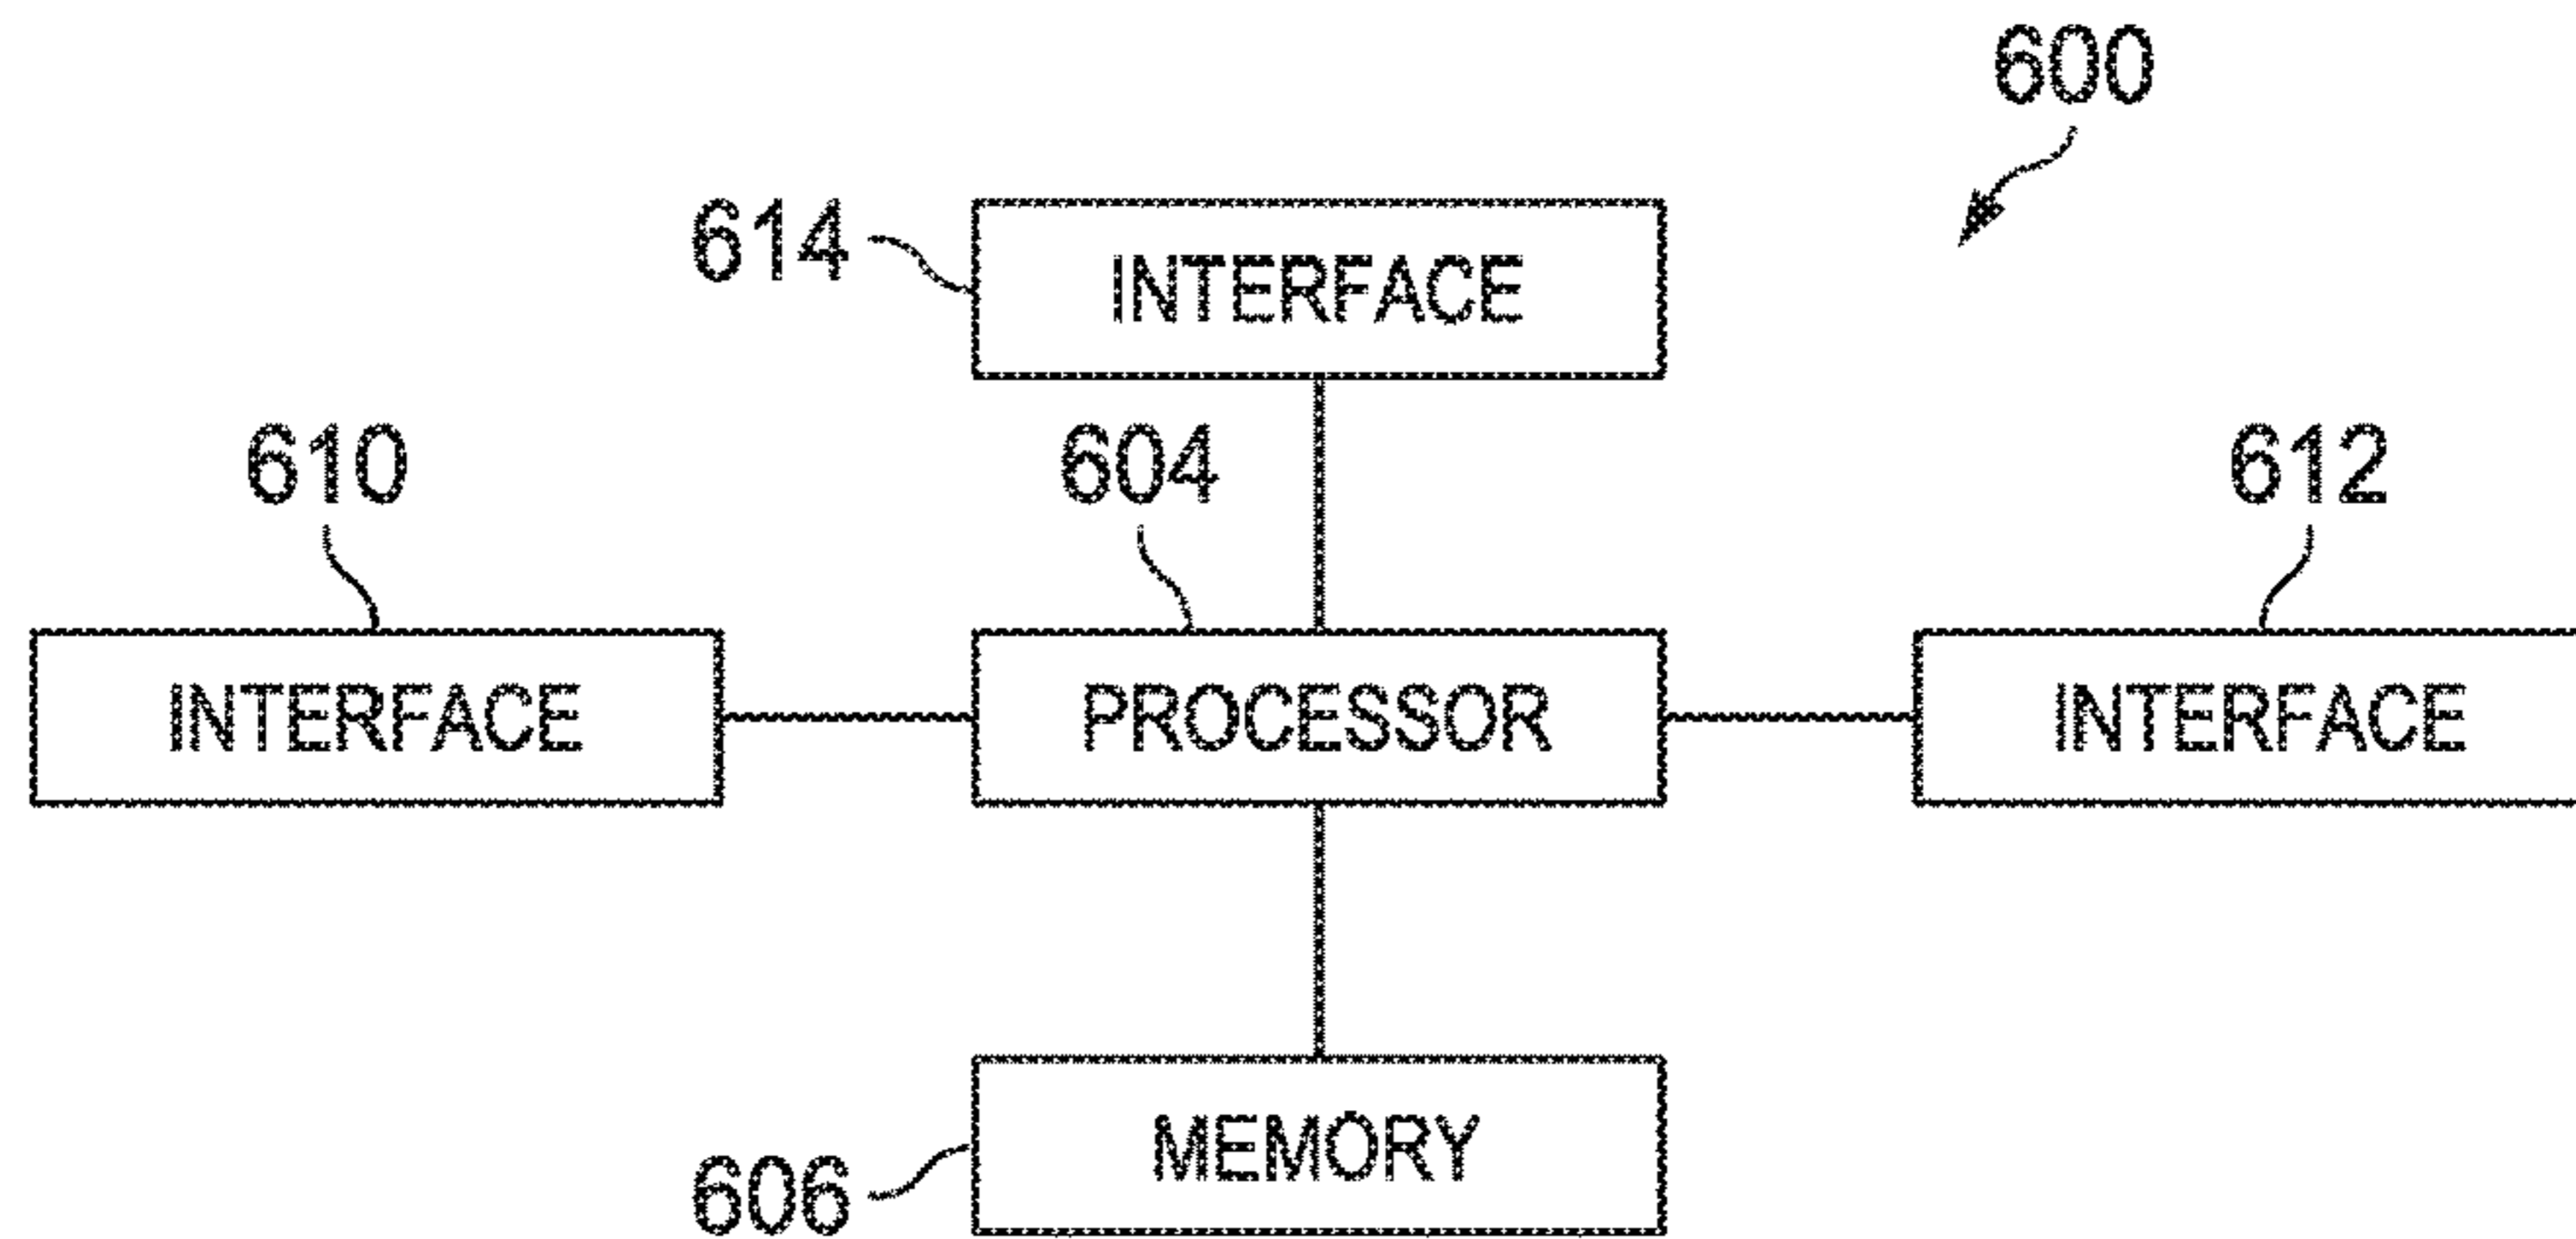 600
614
INTERFACE
610
604
612
INTERFACE
PROCESSOR
INTERFACE
MEMORY
606